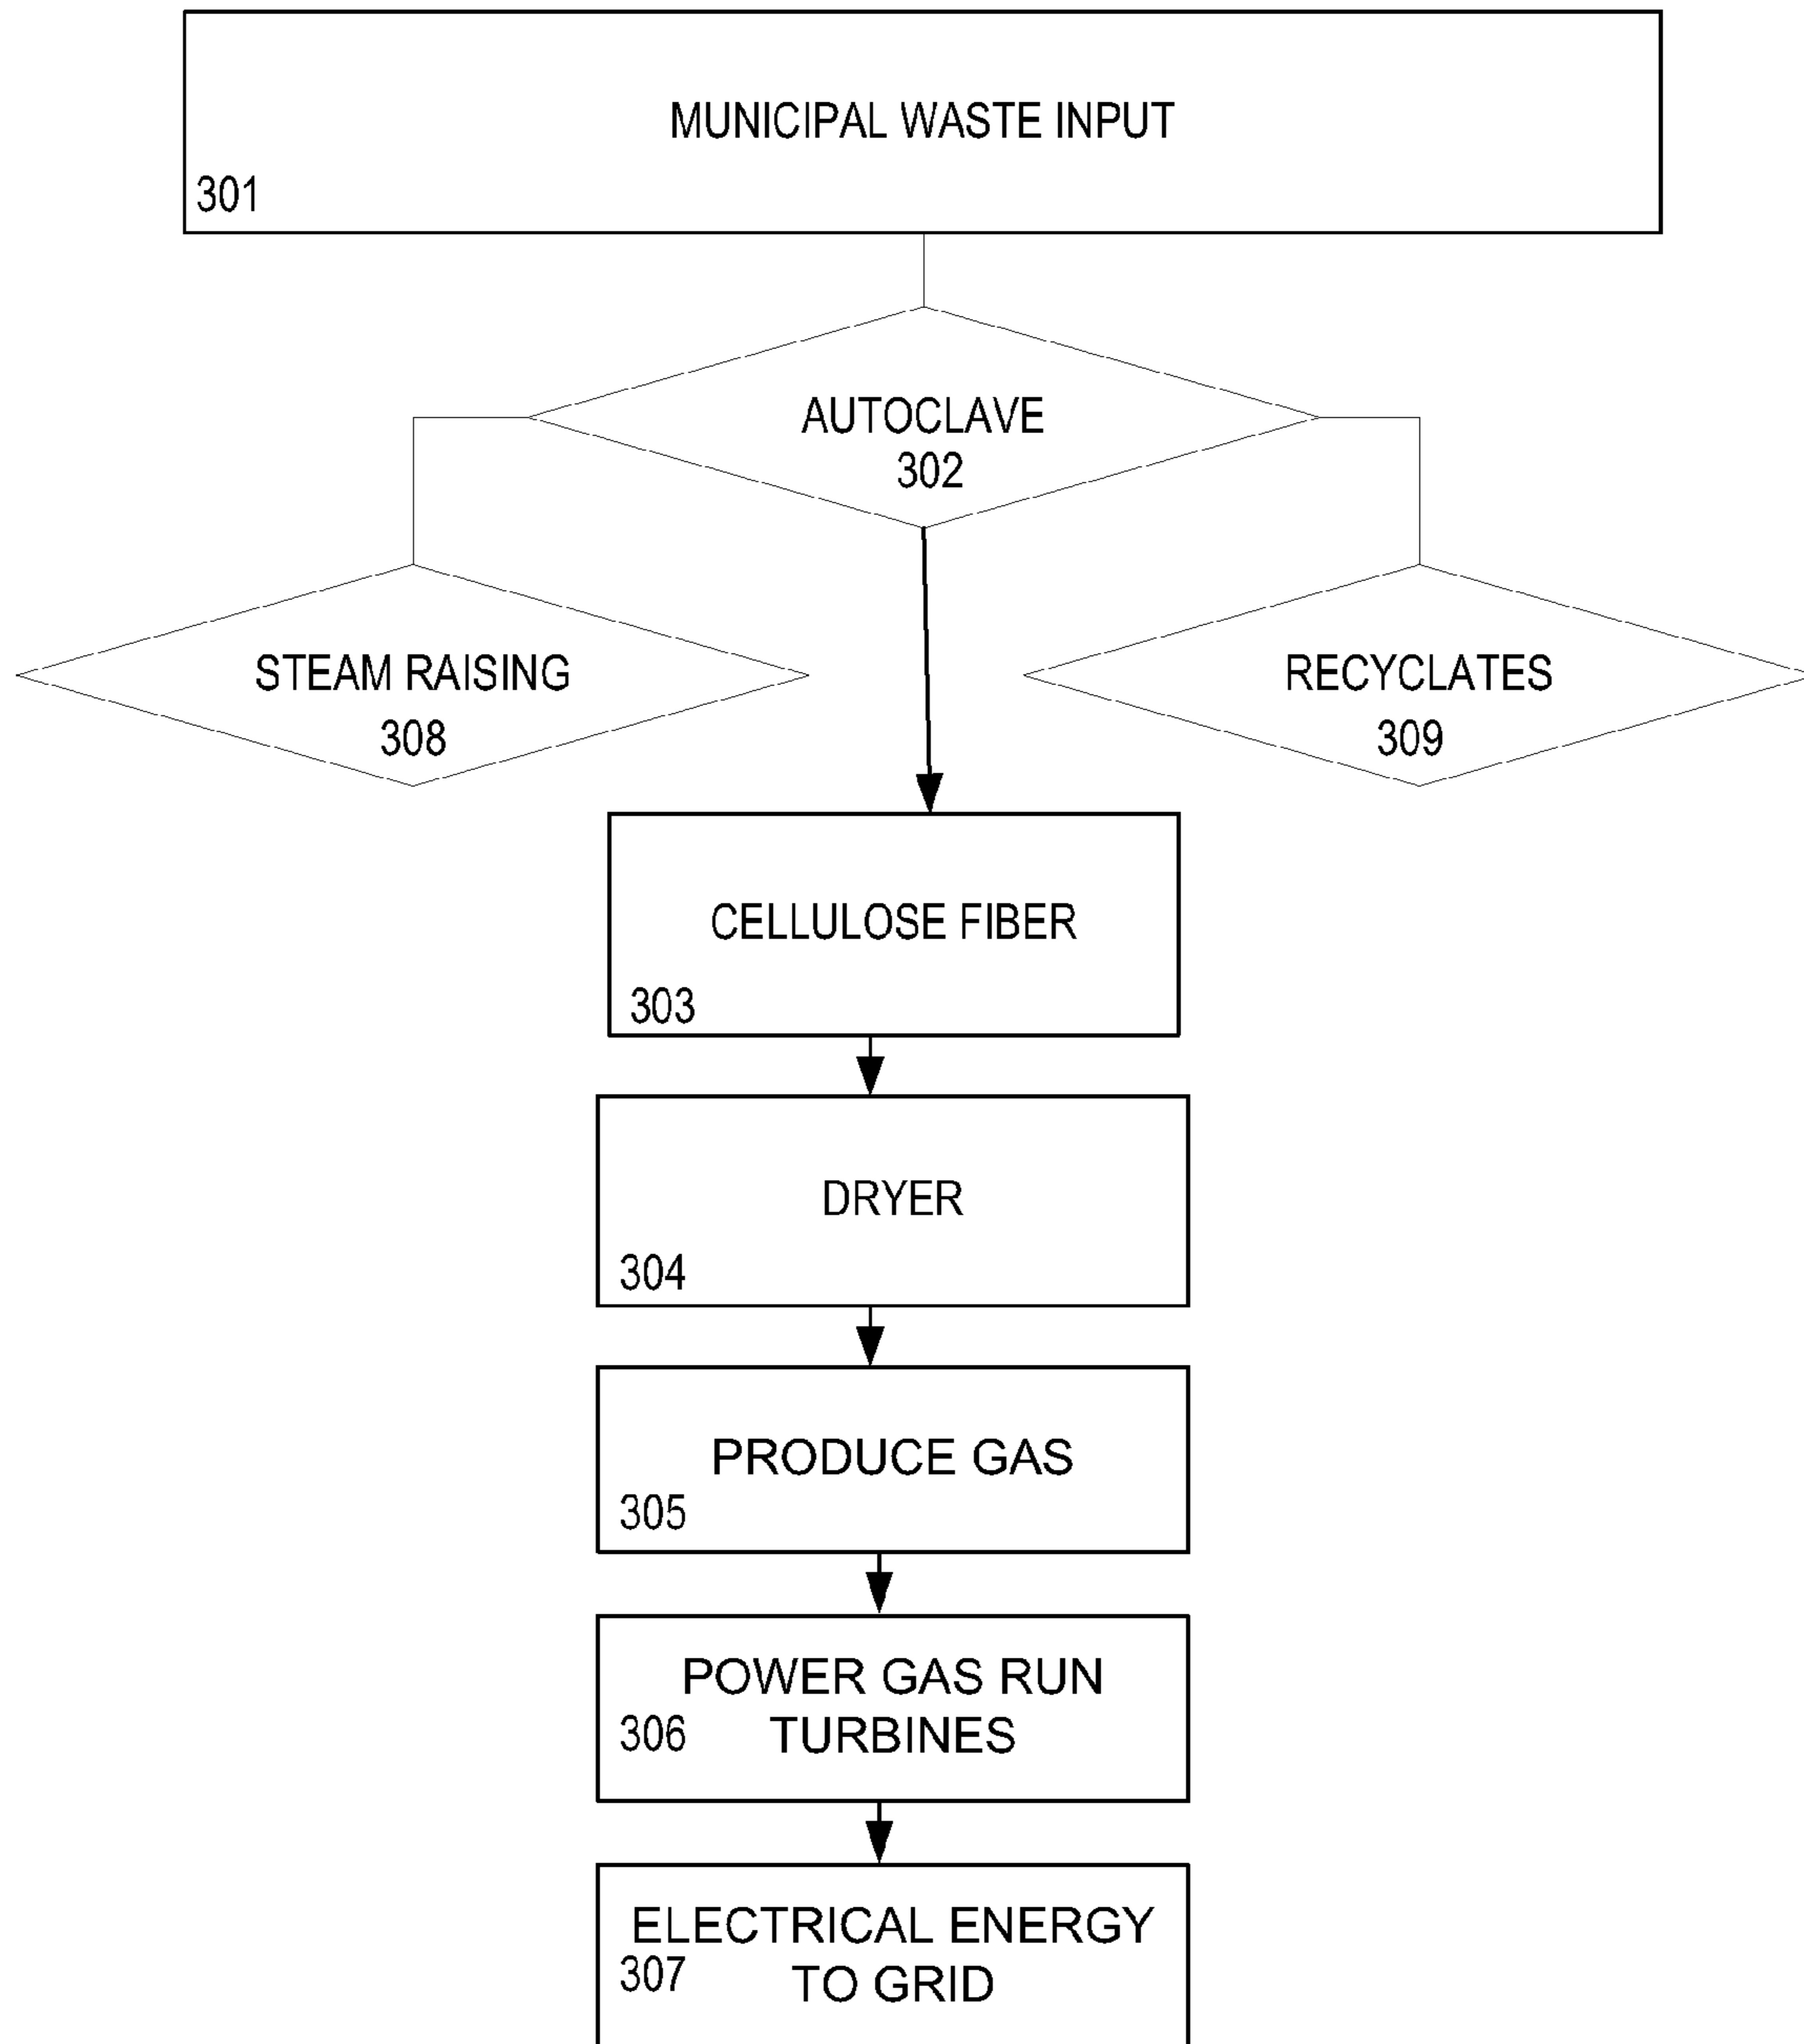 MUNICIPAL WASTE INPUT
301
AUTOCLAVE
302
STEAM RAISING
308
RECYCLATES
309
CELLULOSE FIBER
303
DRYER
304
PRODUCE GAS
305
POWER GAS RUN
306 TURBINES
ELECTRICAL ENERGY
307 TO GRID